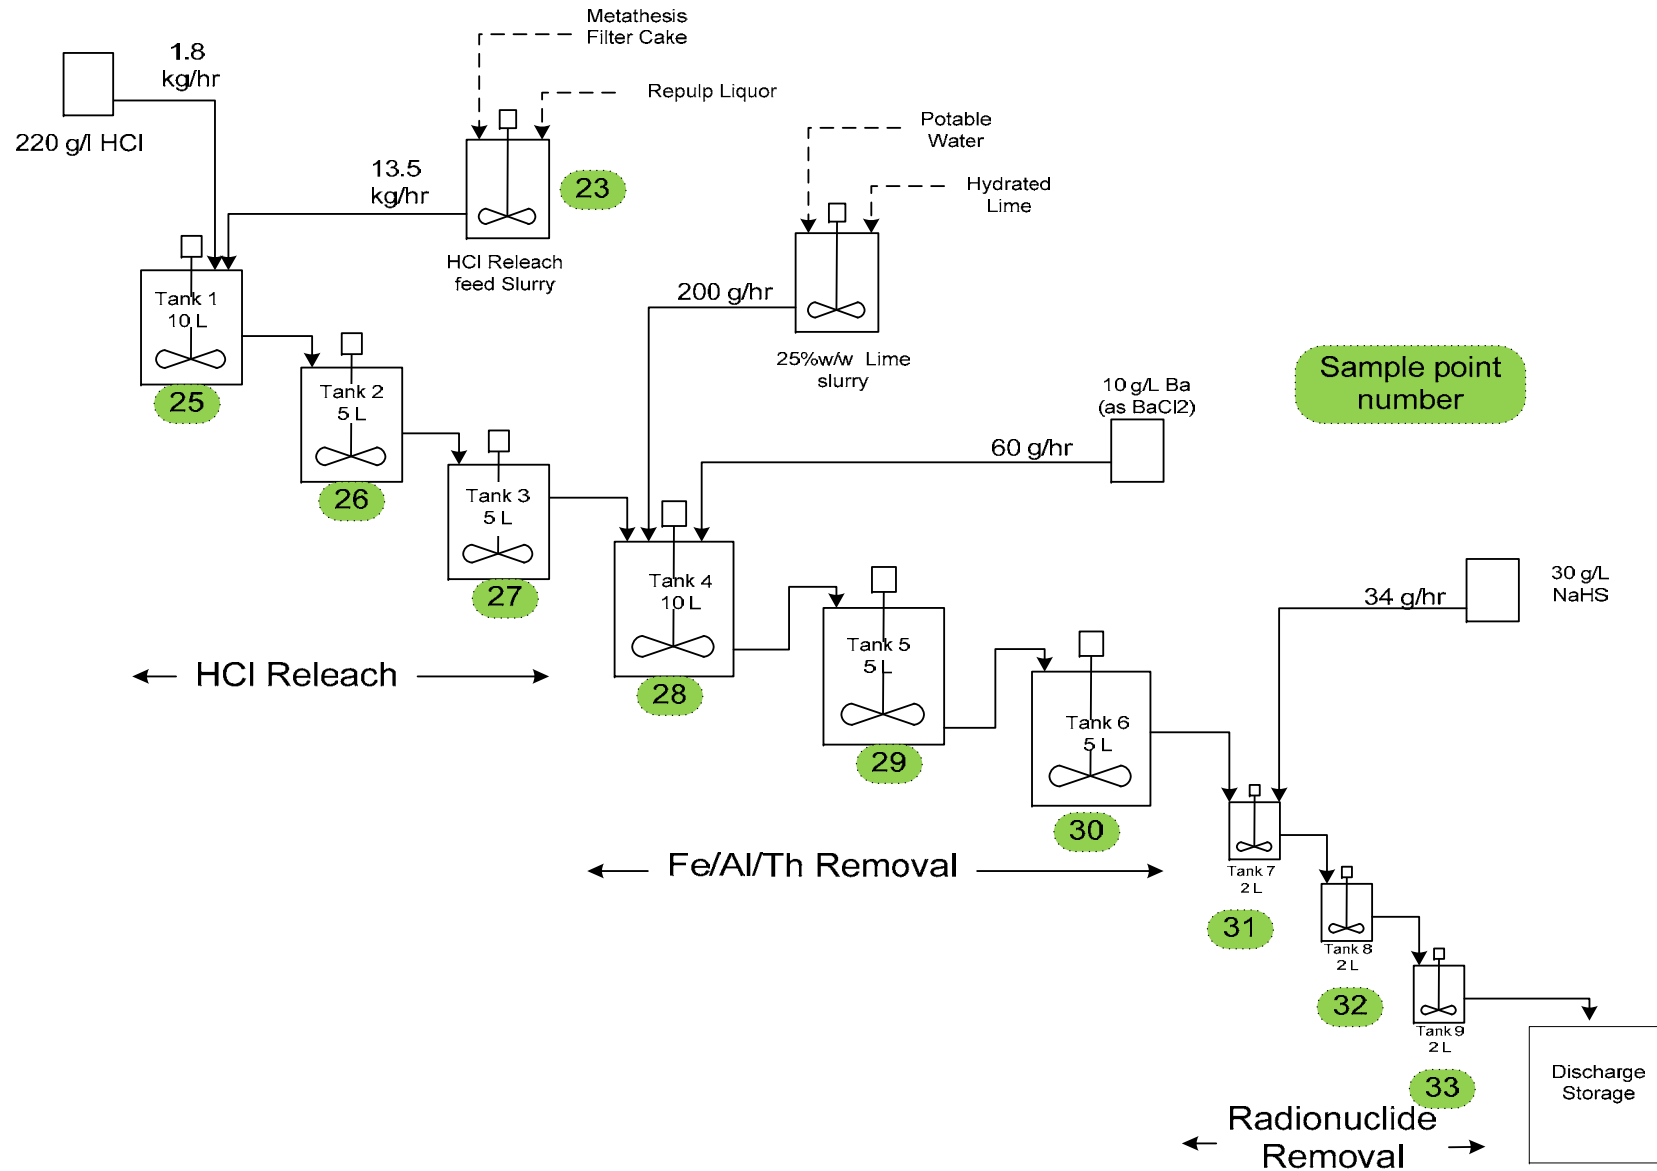 Metathesis
Filter Cake
1.8
kg/hr
Repulp Liquor
220 g/l HCl
Potable
Water
13.5
kg/hr
23
Hydrated
Lime
HCl Releach
feed Slurry
200 g/hr
Tank 1
10 L
25%w/w Lime
slurry
Sample point
number
10 g/L Ba
(as BaCl2)
25
Tank 2
5 L
60 g/hr
26
Tank 3
5 L
27
Tank 4
10 L
30 g/L
NaHS
34 g/hr
HCl Releach
28
Tank 5
5 L
29
Tank 6
5 L
30
Fe/Al/Th Removal
Tank 7
2 L
31
Tank 8
2 L
32
Tank 9
2 L
33
Discharge
Storage
Radionuclide
Removal